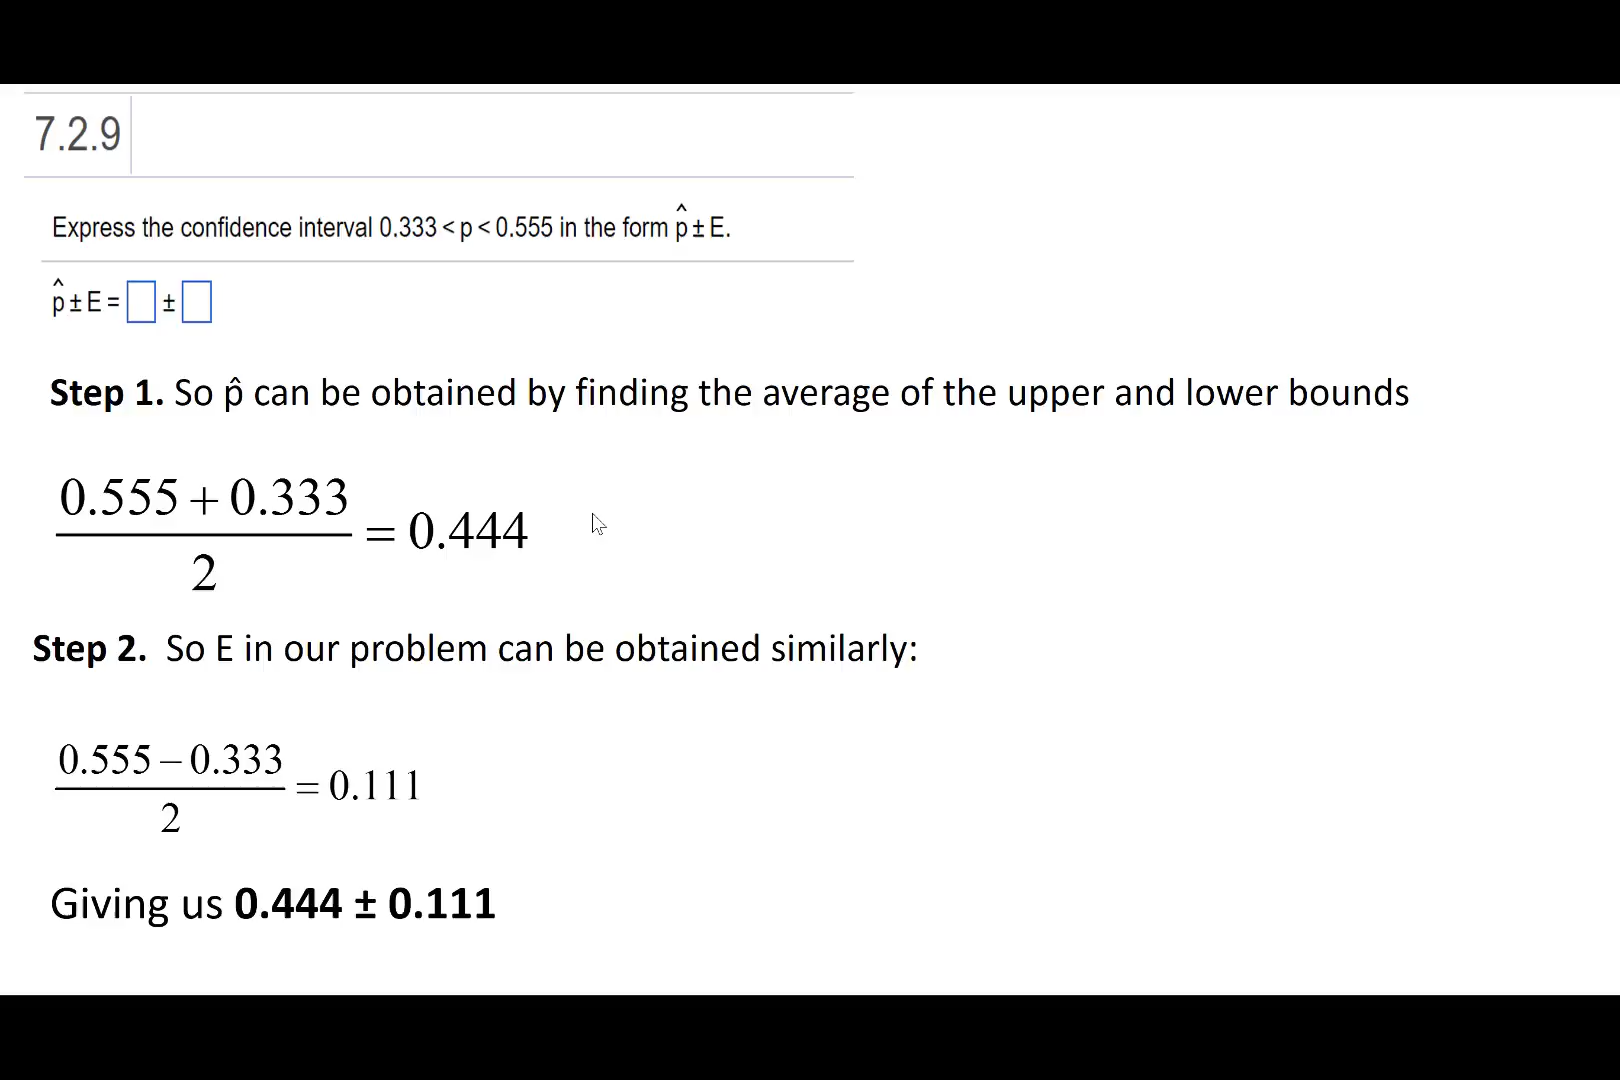 7.2.9
Express the confidence interval 0.333 < p < 0.555 in the form p̂ ± E.
p̂ ± E = □ ± □
Step 1. So p̂ can be obtained by finding the average of the upper and lower bounds
(0.555 + 0.333) / 2 = 0.444
Step 2. So E in our problem can be obtained similarly:
(0.555 − 0.333) / 2 = 0.111
Giving us 0.444 ± 0.111